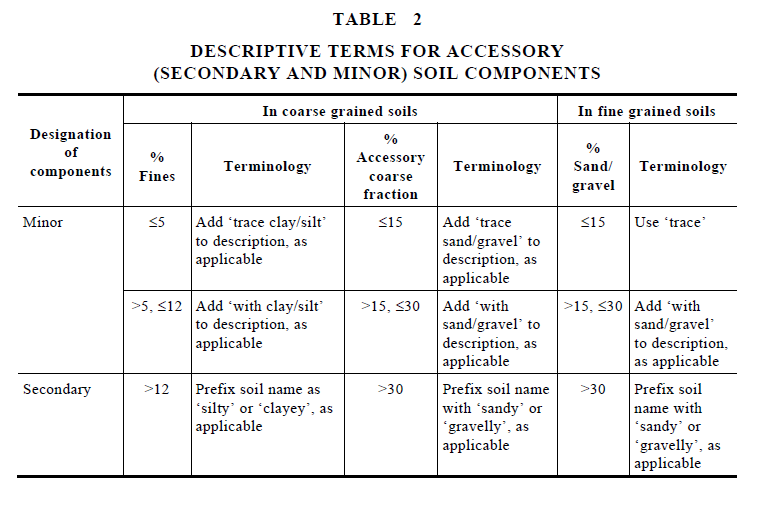 TABLE 2
DESCRIPTIVE TERMS FOR ACCESSORY
(SECONDARY AND MINOR) SOIL COMPONENTS
Designation
of
components
In coarse grained soils
In fine grained soils
%
Fines
Terminology
%
Accessory
coarse
fraction
Terminology
%
Sand/
gravel
Terminology
Minor
≤5
Add ‘trace clay/silt’
to description, as
applicable
≤15
Add ‘trace
sand/gravel’ to
description, as
applicable
≤15
Use ‘trace’
>5, ≤12
Add ‘with clay/silt’
to description, as
applicable
>15, ≤30
Add ‘with
sand/gravel’ to
description, as
applicable
>15, ≤30
Add ‘with
sand/gravel’
to description,
as applicable
Secondary
>12
Prefix soil name as
‘silty’ or ‘clayey’, as
applicable
>30
Prefix soil name
with ‘sandy’ or
‘gravelly’, as
applicable
>30
Prefix soil
name with
‘sandy’ or
‘gravelly’, as
applicable